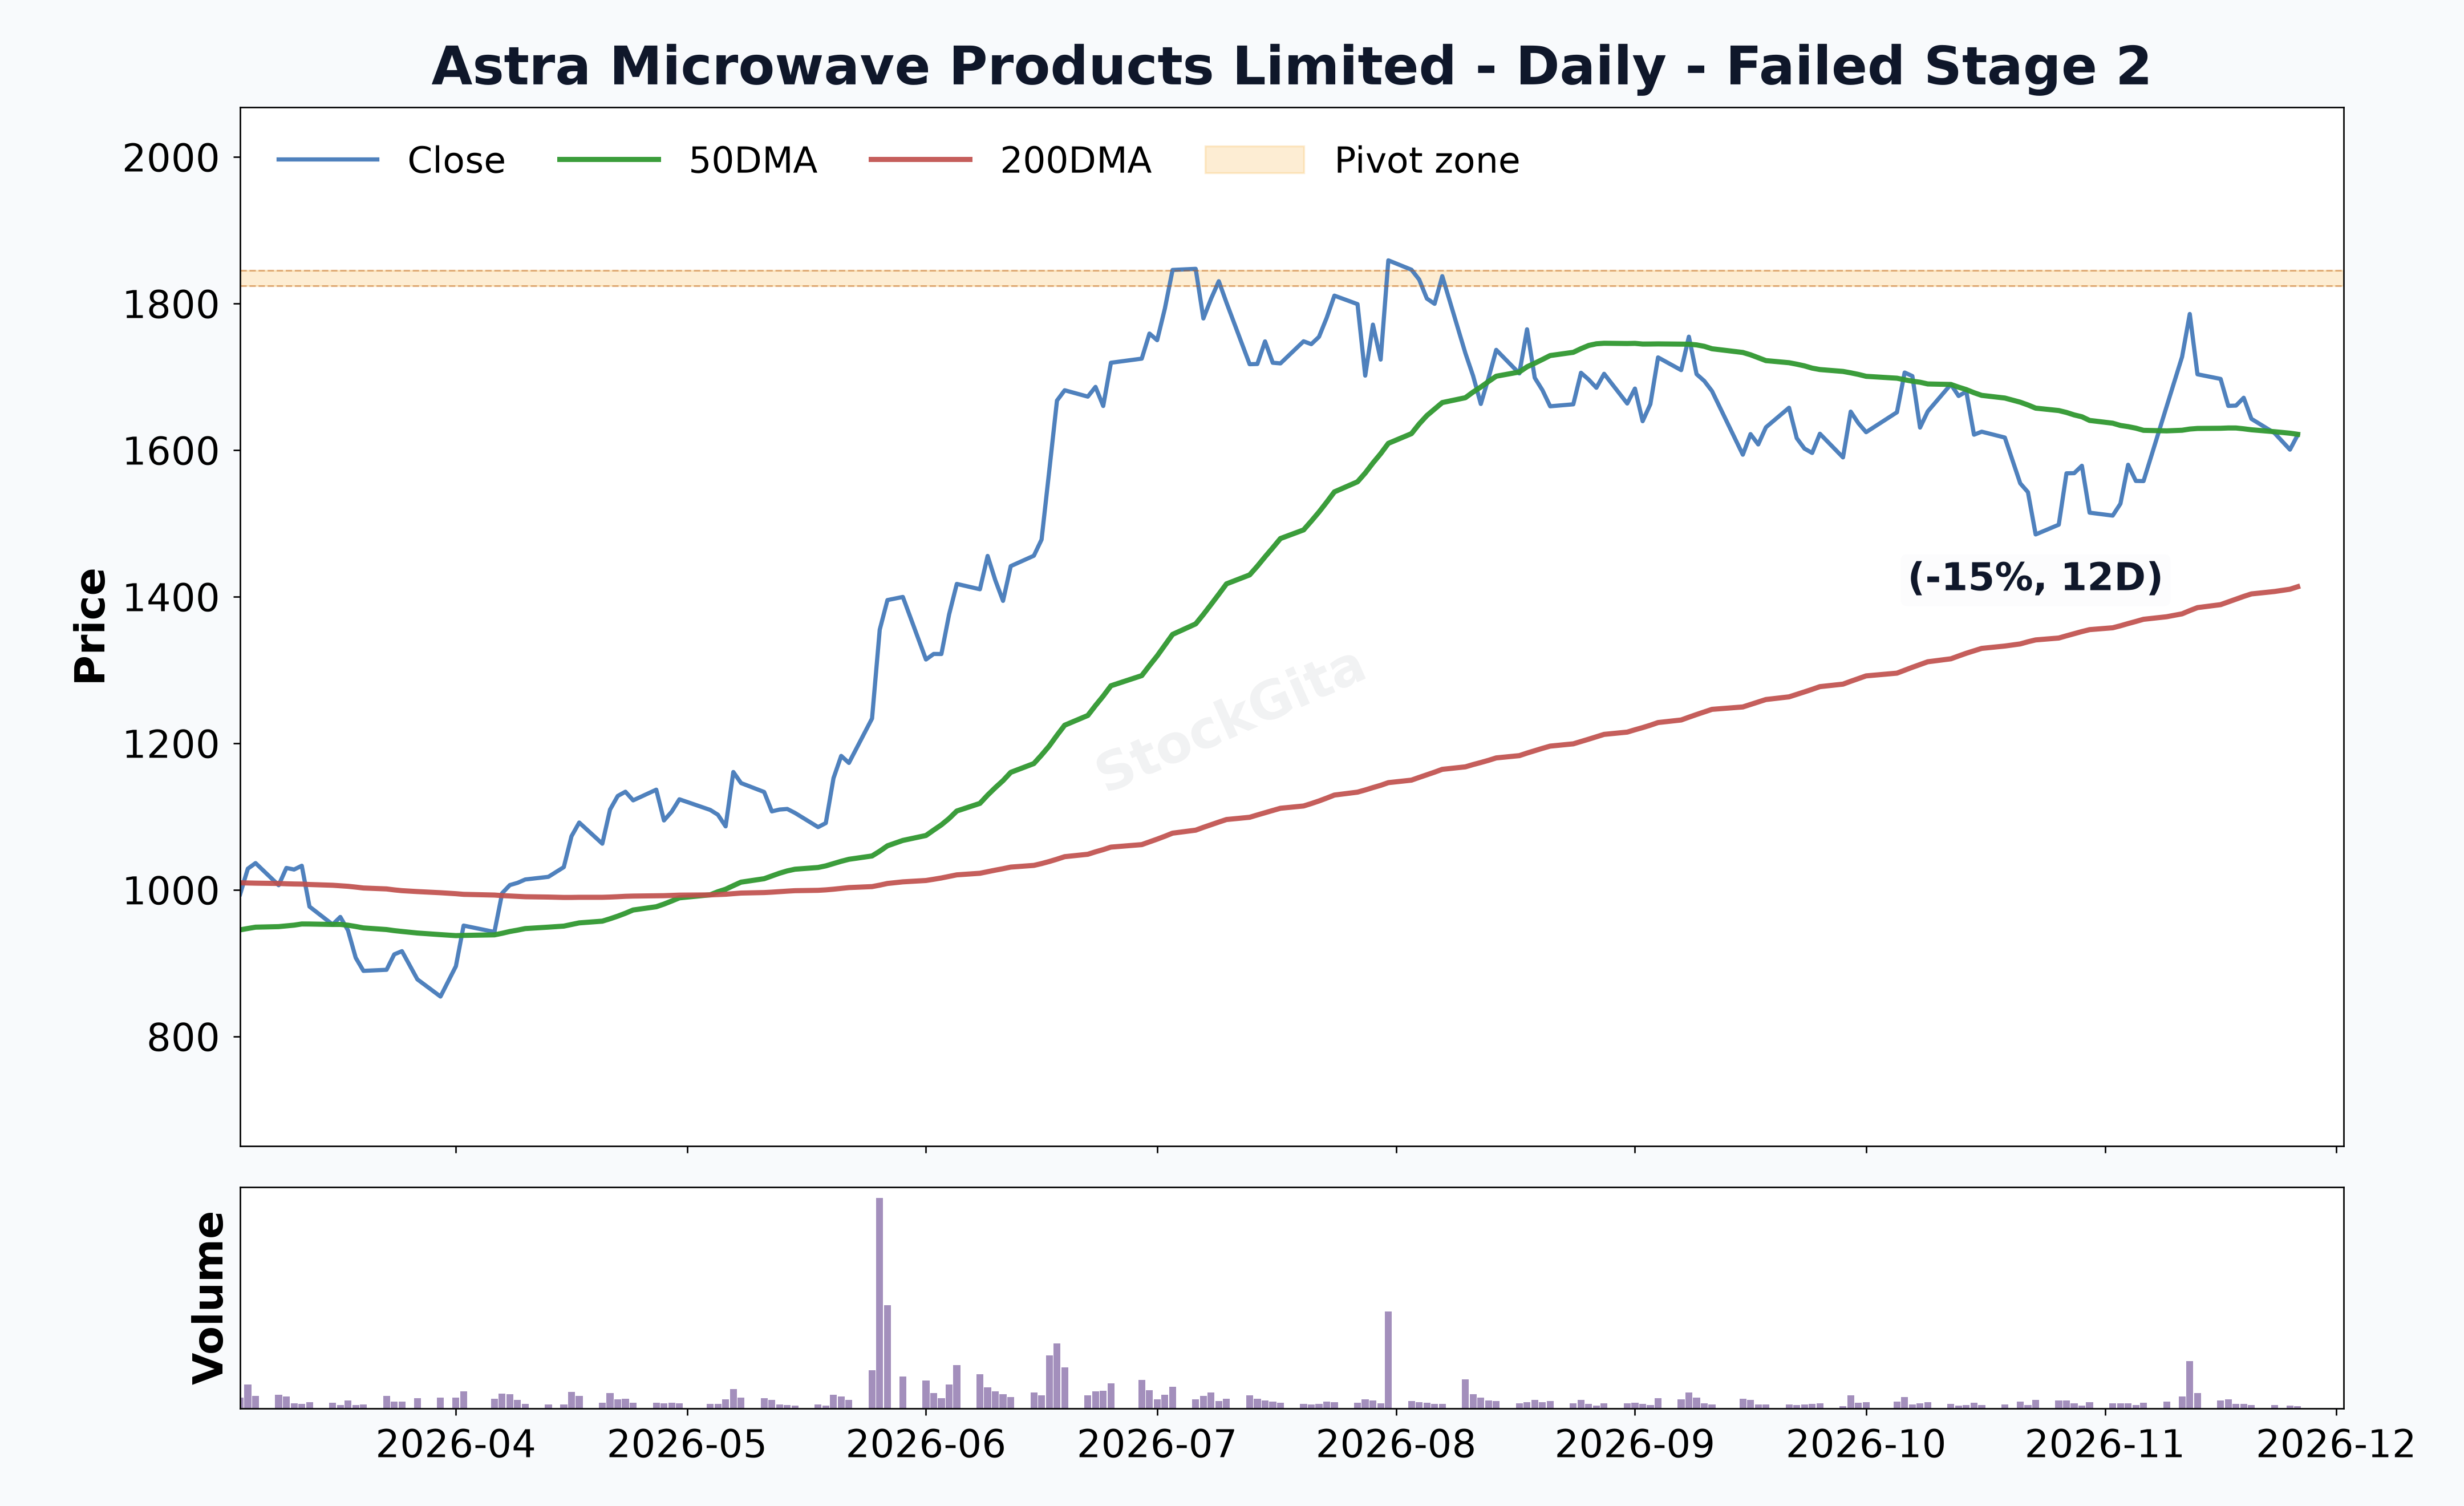 Astra Microwave Products Limited - Daily - Failed Stage 2
Close 50DMA 200DMA Pivot zone
2000
1800
1600
1400
1200
1000
800
Price
(-15%, 12D)
StockGita
Volume
2026-04 2026-05 2026-06 2026-07 2026-08 2026-09 2026-10 2026-11 2026-12